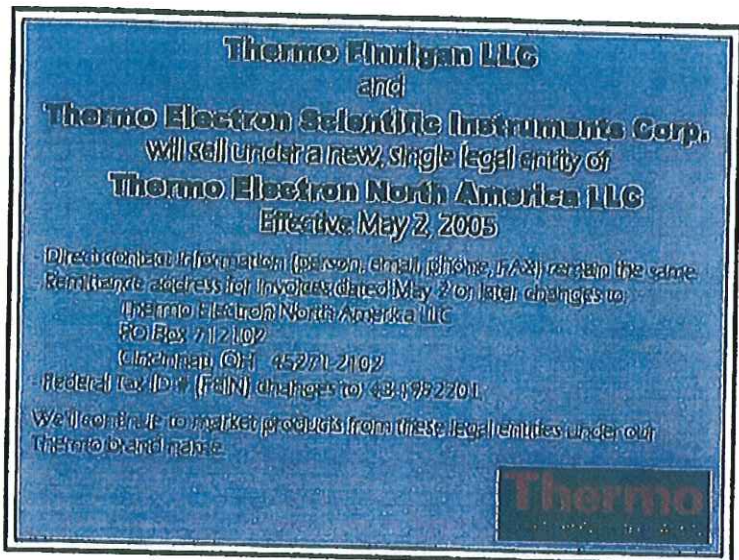 Thermo Finnigan LLC
and
Thermo Electron Scientific Instruments Corp.
will sell under a new, single legal entity of
Thermo Electron North America LLC
Effective May 2, 2005
- Direct contact information (person, email, phone, FAX) remain the same
- Remittance address for invoices dated May 2 or later changes to
Thermo Electron North America LLC
PO Box 712102
Cincinnati, OH 45271-2102
- Federal Tax ID # (FEIN) changes to
We'll continue to market products from these legal entities under our
Thermo brand name.
Thermo